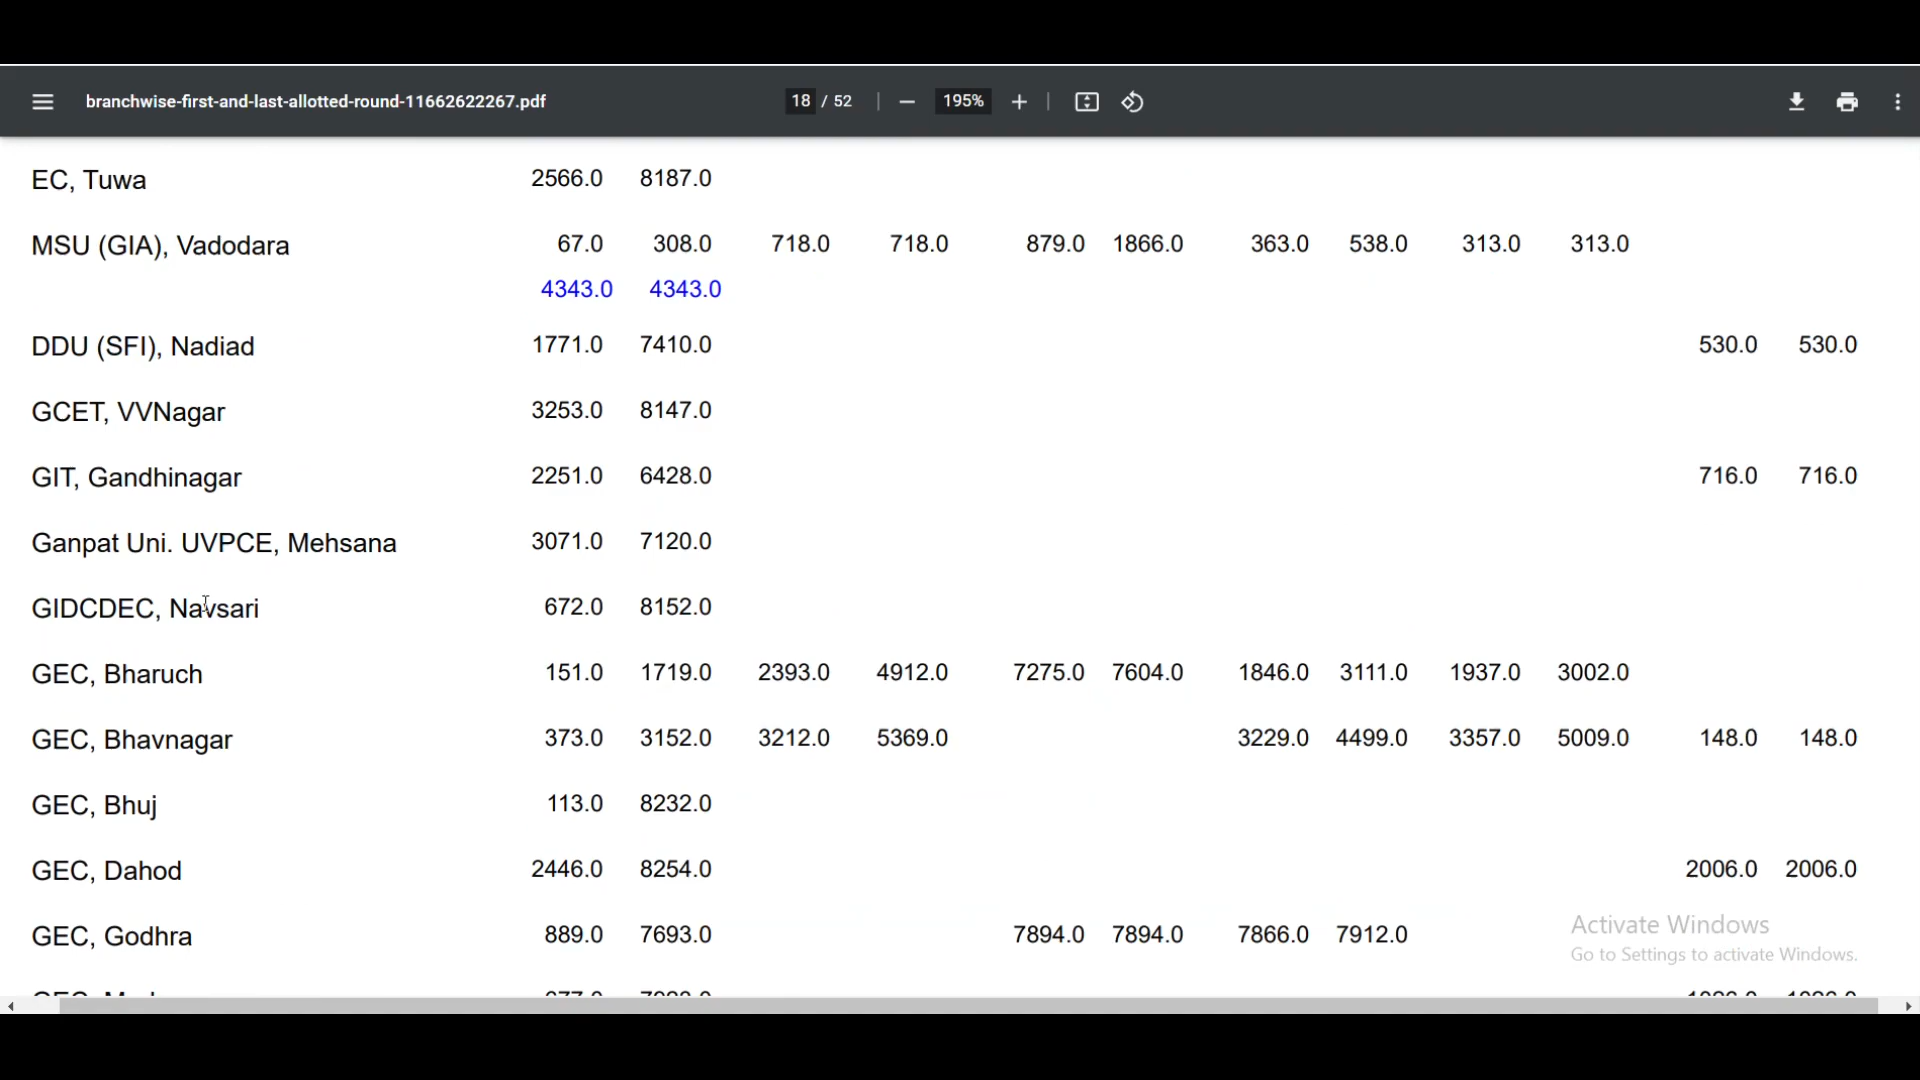 branchwise-first-and-last-allotted-round-11662622267.pdf 18 / 52 195%
EC, Tuwa 2566.0 8187.0
MSU (GIA), Vadodara 67.0 308.0 718.0 718.0 879.0 1866.0 363.0 538.0 313.0 313.0
4343.0 4343.0
DDU (SFI), Nadiad 1771.0 7410.0 530.0 530.0
GCET, VVNagar 3253.0 8147.0
GIT, Gandhinagar 2251.0 6428.0 716.0 716.0
Ganpat Uni. UVPCE, Mehsana 3071.0 7120.0
GIDCDEC, Navsari 672.0 8152.0
GEC, Bharuch 151.0 1719.0 2393.0 4912.0 7275.0 7604.0 1846.0 3111.0 1937.0 3002.0
GEC, Bhavnagar 373.0 3152.0 3212.0 5369.0 3229.0 4499.0 3357.0 5009.0 148.0 148.0
GEC, Bhuj 113.0 8232.0
GEC, Dahod 2446.0 8254.0 2006.0 2006.0
GEC, Godhra 889.0 7693.0 7894.0 7894.0 7866.0 7912.0
Activate Windows
Go to Settings to activate Windows.